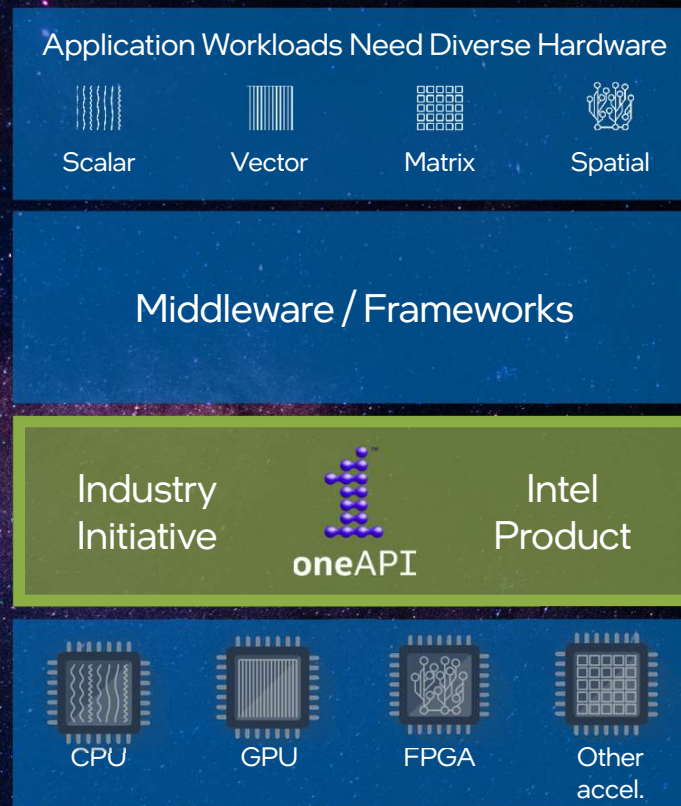 Application Workloads Need Diverse Hardware
Scalar
Vector
Matrix
Spatial
Middleware / Frameworks
Industry
Initiative
oneAPI
™
Intel
Product
CPU
GPU
FPGA
Other
accel.